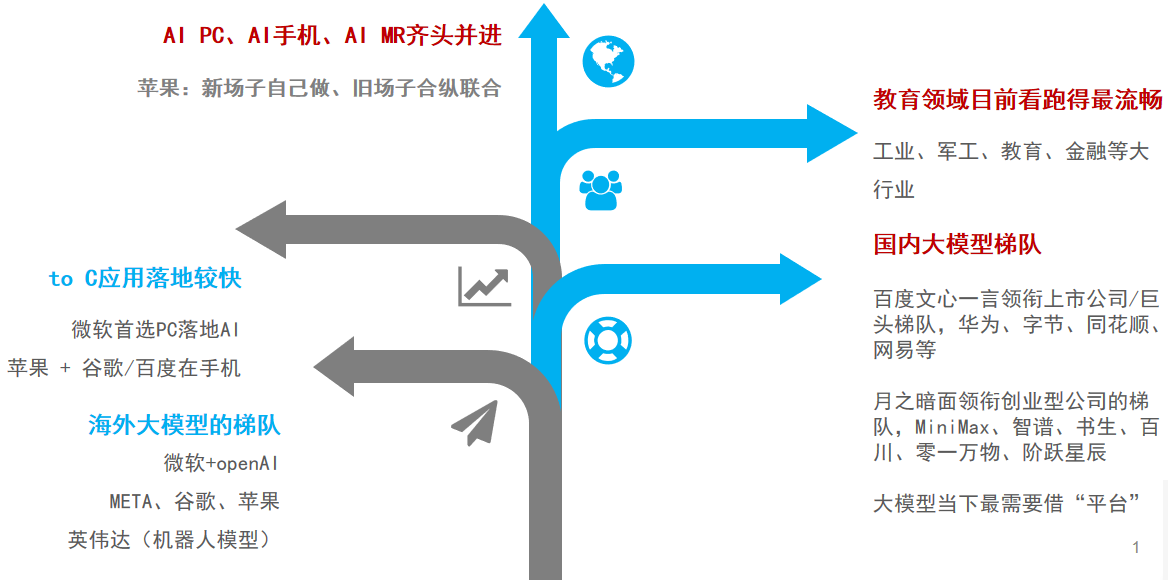 AI PC、AI手机、AI MR齐头并进
苹果：新场子自己做、旧场子合纵联合
教育领域目前看跑得最流畅
工业、军工、教育、金融等大
行业
国内大模型梯队
百度文心一言领衔上市公司/巨
头梯队，华为、字节、同花顺、
网易等
月之暗面领衔创业型公司的梯
队，MiniMax、智谱、书生、百
川、零一万物、阶跃星辰
大模型当下最需要借“平台”
to C应用落地较快
微软首选PC落地AI
苹果 + 谷歌/百度在手机
海外大模型的梯队
微软+openAI
META、谷歌、苹果
英伟达（机器人模型）
1